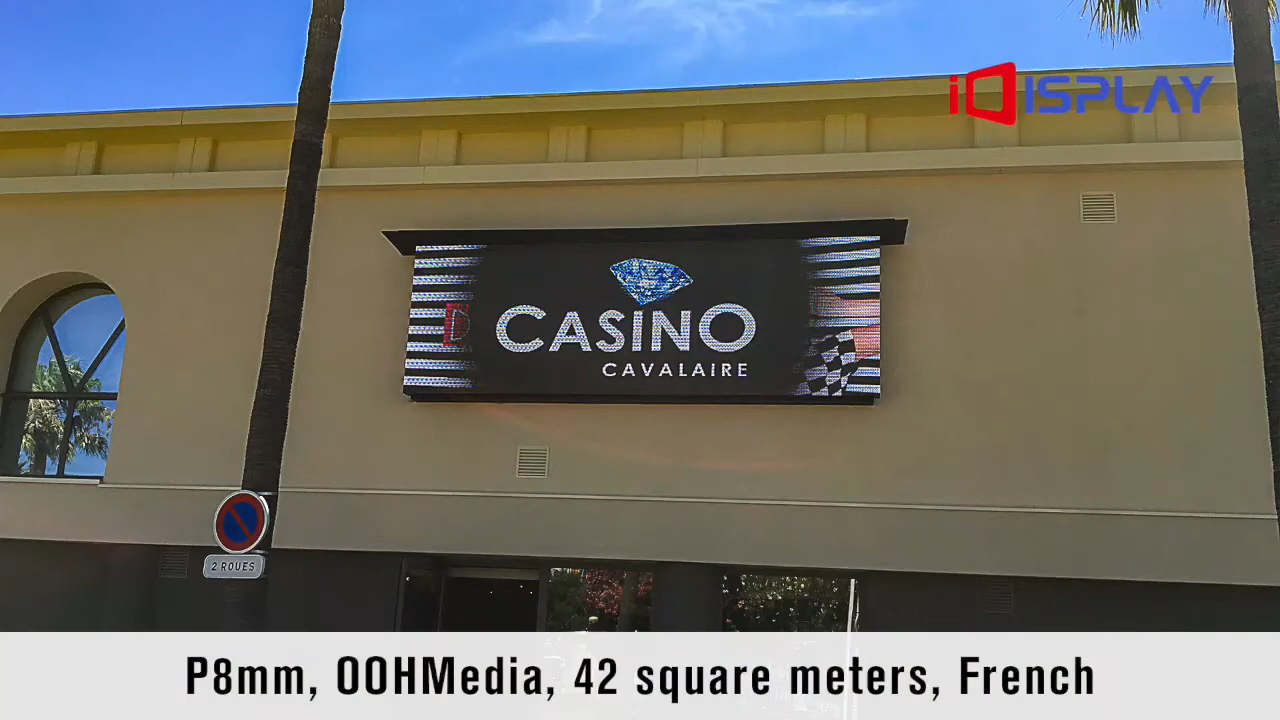 iDISPLAY
CASINO
CAVALAIRE
2 ROUES
P8mm, OOHMedia, 42 square meters, French